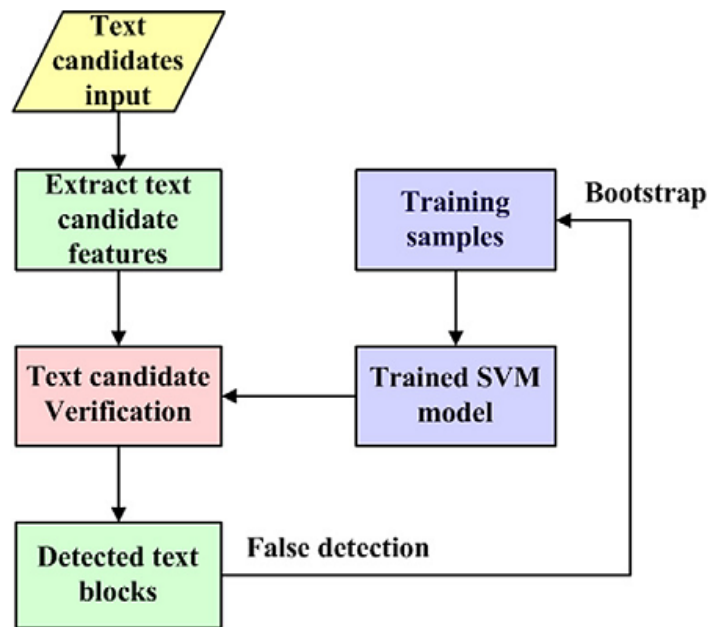 Text
candidates
input
Extract text
candidate
features
Training
samples
Bootstrap
Text candidate
Verification
Trained SVM
model
Detected text
blocks
False detection